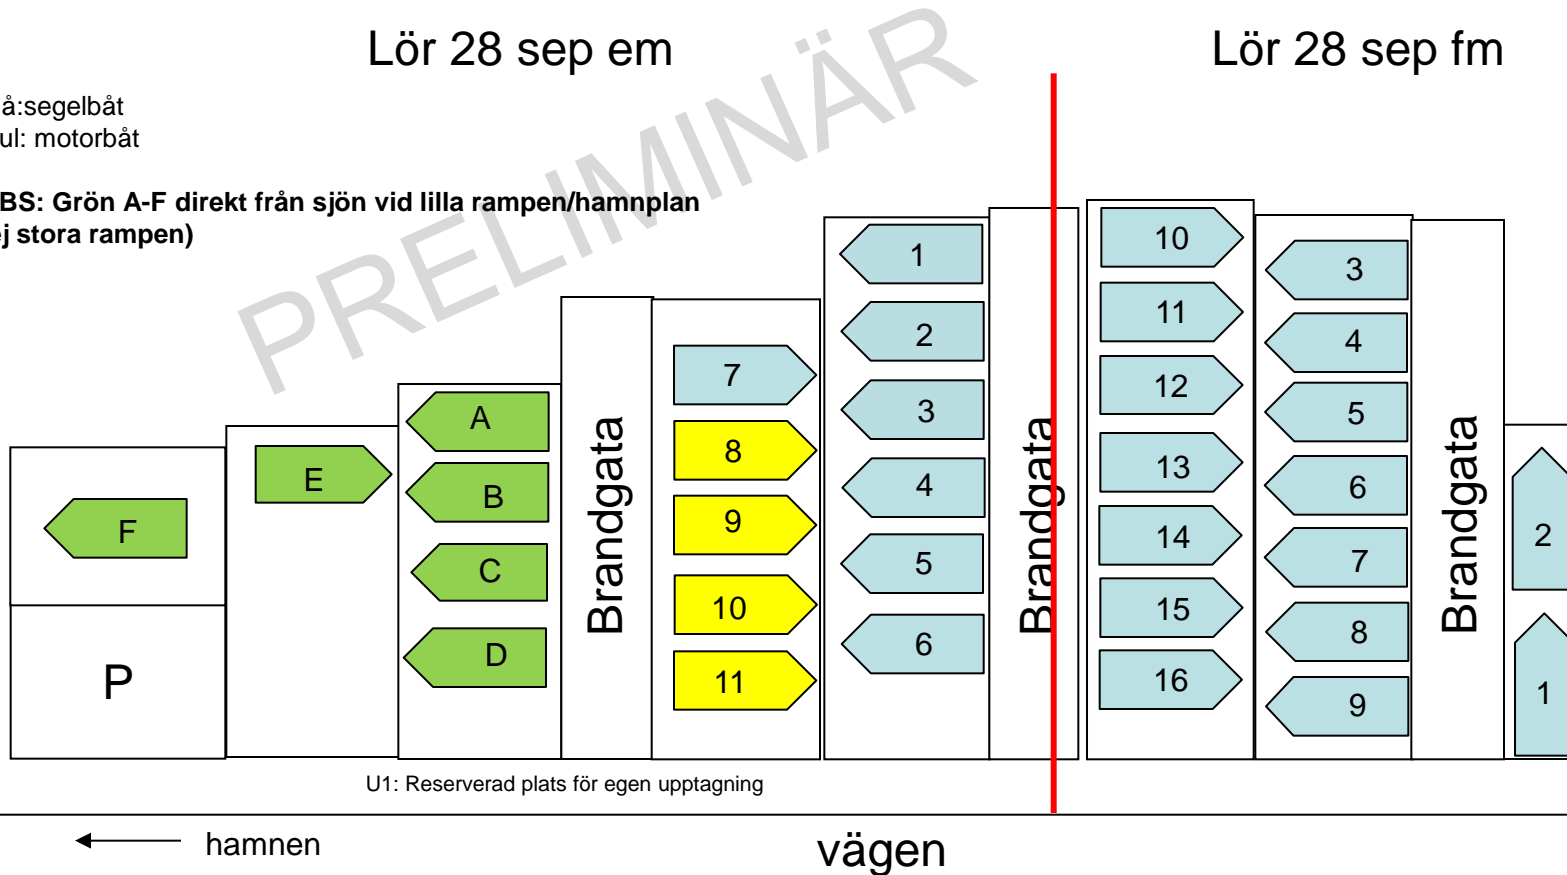 Lör 28 sep em
Lör 28 sep fm
å:segelbåt
ul: motorbåt
BS: Grön A-F direkt från sjön vid lilla rampen/hamnplan
j stora rampen)
PRELIMINÄR
F
P
E
A
B
C
D
Brandgata
7
8
9
10
11
1
2
3
4
5
6
Brandgata
10
11
12
13
14
15
16
3
4
5
6
7
8
9
Brandgata
2
1
U1: Reserverad plats för egen upptagning
hamnen
vägen